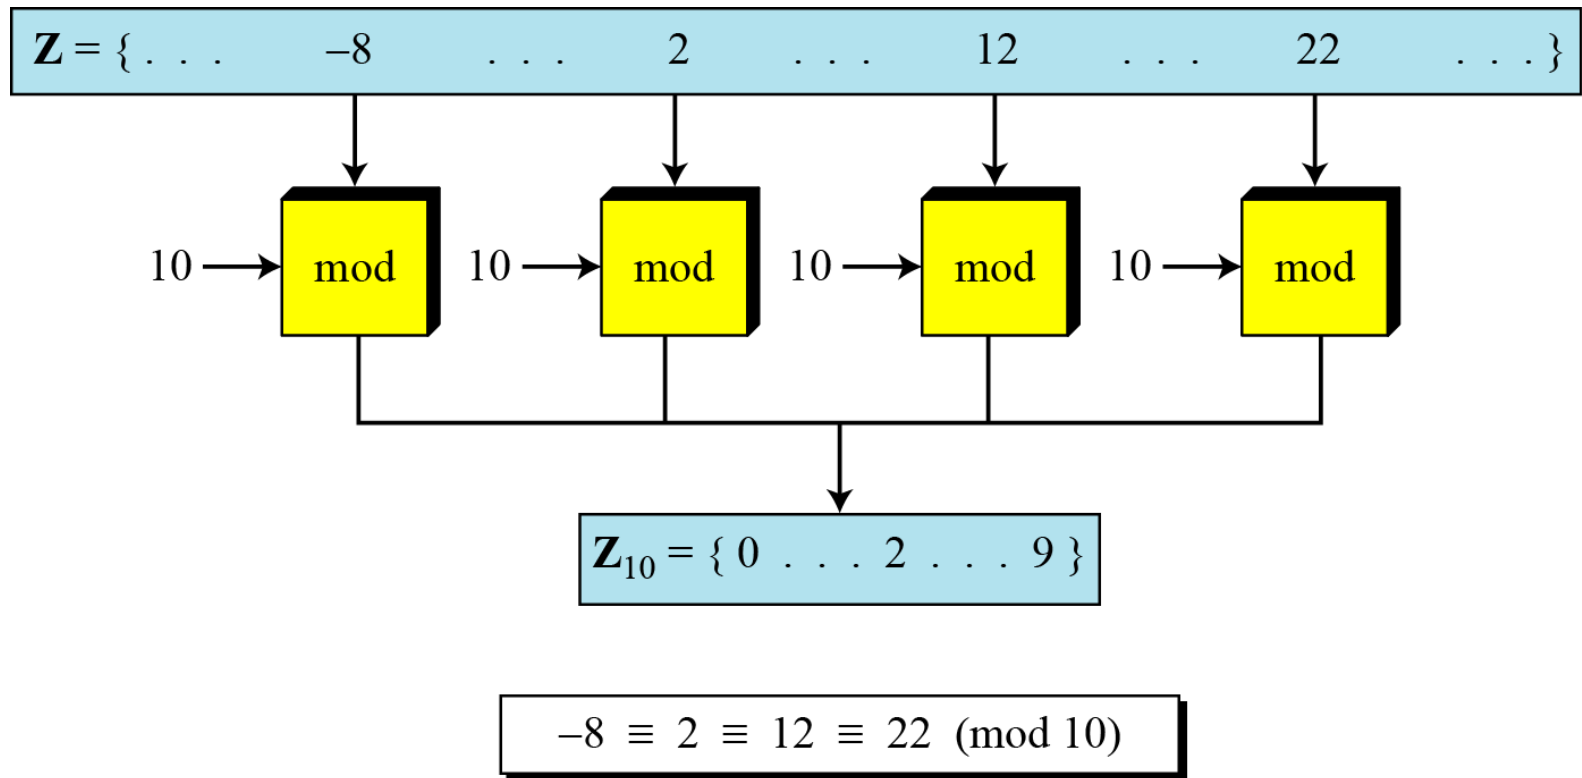 Z = { . . . –8 . . . 2 . . . 12 . . . 22 . . . }
10 mod 10 mod 10 mod 10 mod
Z10 = { 0 . . . 2 . . . 9 }
–8 ≡ 2 ≡ 12 ≡ 22 (mod 10)